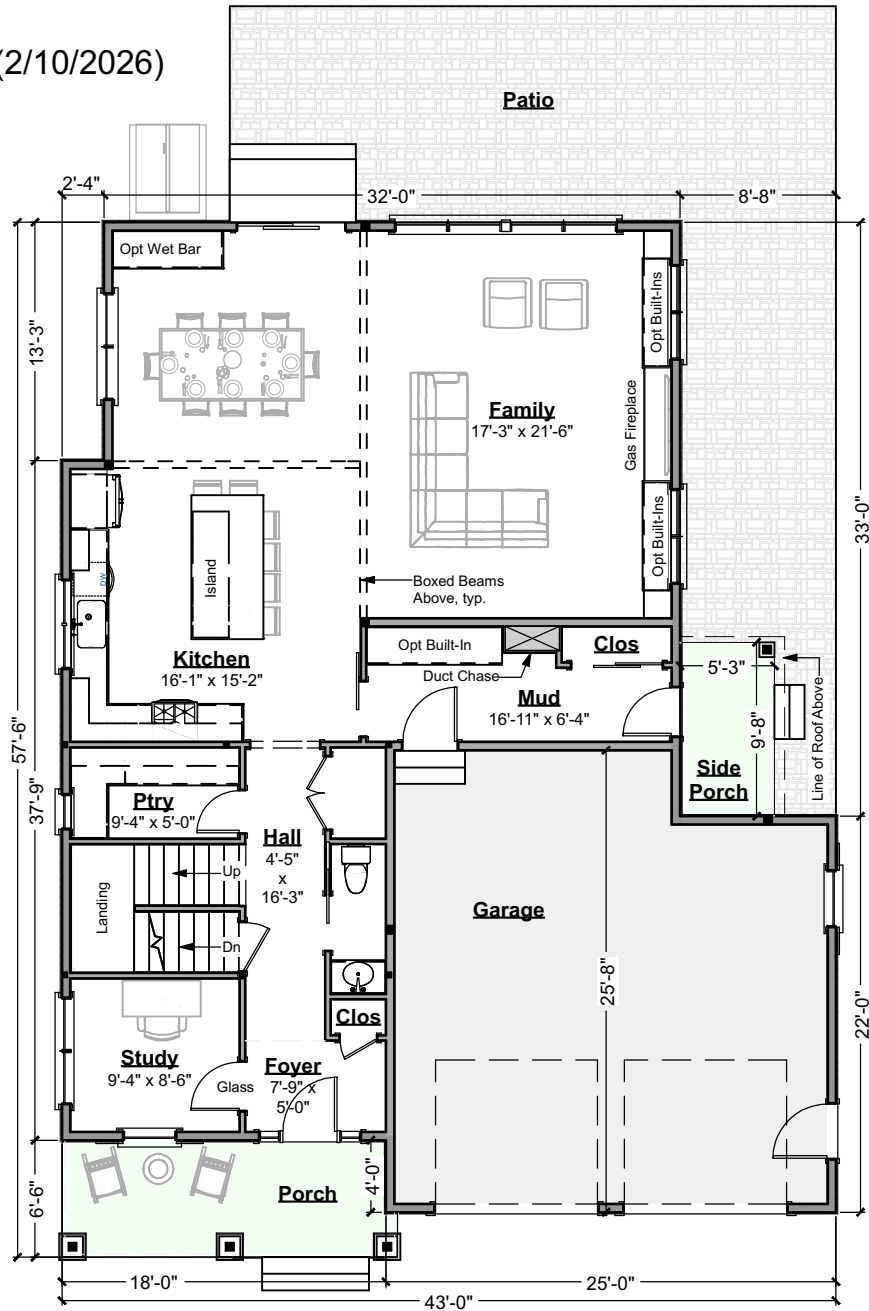 (2/10/2026)
Patio
2'-4"
32'-0"
8'-8"
Opt Wet Bar
Opt Built-Ins
13'-3"
Family
17'-3" x 21'-6"
Gas Fireplace
Opt Built-Ins
33'-0"
Island
DW
Boxed Beams
Above, typ.
Kitchen
16'-1" x 15'-2"
Opt Built-In
Clos
Duct Chase
Mud
16'-11" x 6'-4"
5'-3"
9'-8"
Line of Roof Above
Side
Porch
57'-6"
37'-9"
Ptry
9'-4" x 5'-0"
Hall
4'-5"
x
16'-3"
Up
Landing
Dn
Garage
25'-8"
22'-0"
Clos
Study
9'-4" x 8'-6"
Glass
Foyer
7'-9" x
5'-0"
6'-6"
Porch
4'-0"
18'-0"
25'-0"
43'-0"